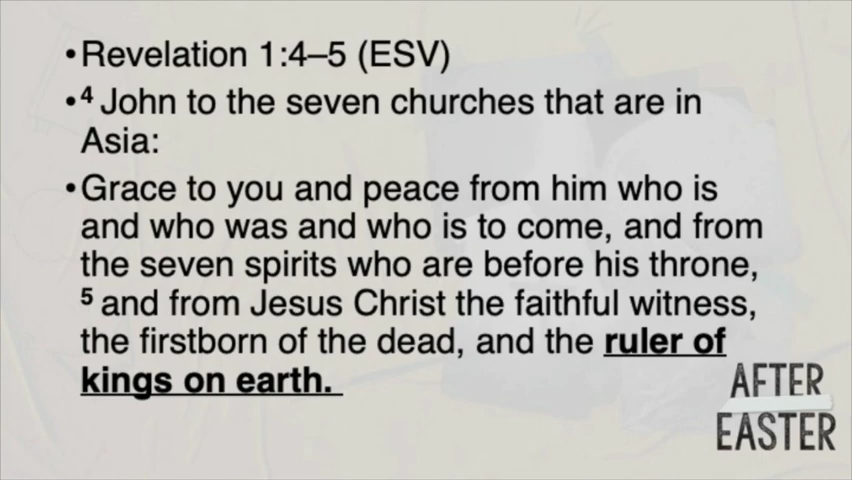 •Revelation 1:4–5 (ESV)
•⁴ John to the seven churches that are in
Asia:
•Grace to you and peace from him who is
and who was and who is to come, and from
the seven spirits who are before his throne,
⁵ and from Jesus Christ the faithful witness,
the firstborn of the dead, and the ruler of
kings on earth.
AFTER
EASTER